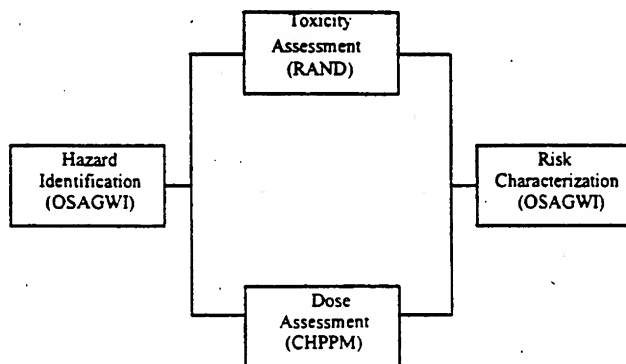 Toxicity
Assessment
(RAND)
Hazard
Identification
(OSAGWI)
Risk
Characterization
(OSAGWI)
Dose
Assessment
(CHPPM)